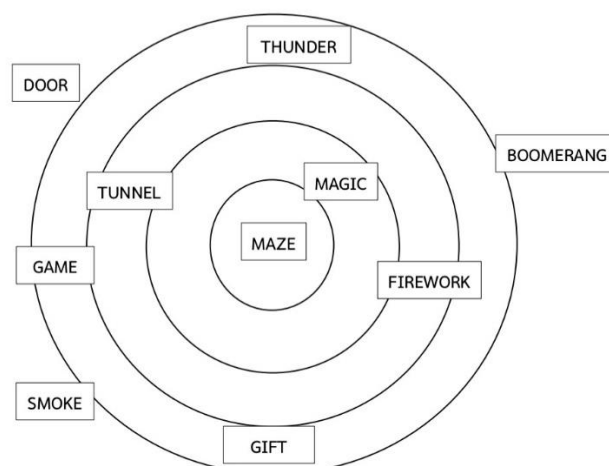 THUNDER
DOOR
BOOMERANG
MAGIC
TUNNEL
MAZE
GAME
FIREWORK
SMOKE
GIFT